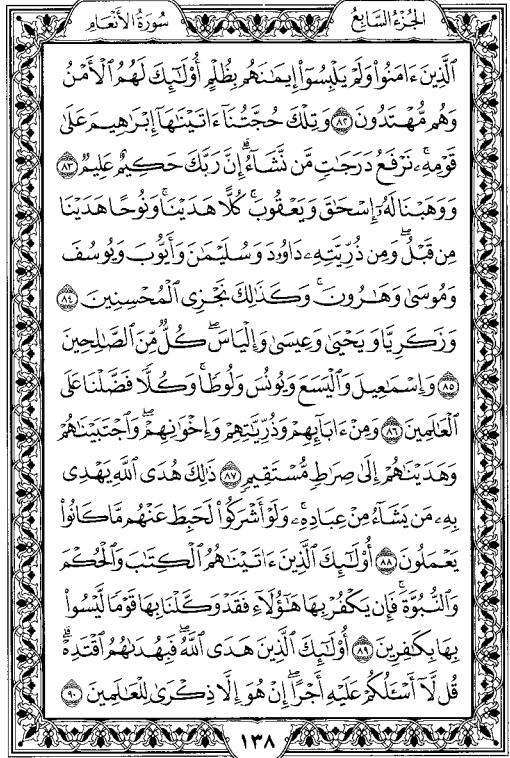 الجزء السابع
سورة الأنعام
ٱلَّذِينَ ءَامَنُوا۟ وَلَمْ يَلْبِسُوٓا۟ إِيمَـٰنَهُم بِظُلْمٍ أُو۟لَـٰٓئِكَ لَهُمُ ٱلْأَمْنُ
وَهُم مُّهْتَدُونَ ٨٢ وَتِلْكَ حُجَّتُنَآ ءَاتَيْنَـٰهَآ إِبْرَٰهِيمَ عَلَىٰ
قَوْمِهِۦۚ نَرْفَعُ دَرَجَـٰتٍ مَّن نَّشَآءُۗ إِنَّ رَبَّكَ حَكِيمٌ عَلِيمٌ ٨٣
وَوَهَبْنَا لَهُۥٓ إِسْحَـٰقَ وَيَعْقُوبَۚ كُلًّا هَدَيْنَاۚ وَنُوحًا هَدَيْنَا
مِن قَبْلُۖ وَمِن ذُرِّيَّتِهِۦ دَاوُۥدَ وَسُلَيْمَـٰنَ وَأَيُّوبَ وَيُوسُفَ
وَمُوسَىٰ وَهَـٰرُونَۚ وَكَذَٰلِكَ نَجْزِى ٱلْمُحْسِنِينَ ٨٤
وَزَكَرِيَّا وَيَحْيَىٰ وَعِيسَىٰ وَإِلْيَاسَۖ كُلٌّ مِّنَ ٱلصَّـٰلِحِينَ
٨٥ وَإِسْمَـٰعِيلَ وَٱلْيَسَعَ وَيُونُسَ وَلُوطًاۚ وَكُلًّا فَضَّلْنَا عَلَى
ٱلْعَـٰلَمِينَ ٨٦ وَمِنْ ءَابَآئِهِمْ وَذُرِّيَّـٰتِهِمْ وَإِخْوَٰنِهِمْۖ وَٱجْتَبَيْنَـٰهُمْ
وَهَدَيْنَـٰهُمْ إِلَىٰ صِرَٰطٍ مُّسْتَقِيمٍ ٨٧ ذَٰلِكَ هُدَى ٱللَّهِ يَهْدِى
بِهِۦ مَن يَشَآءُ مِنْ عِبَادِهِۦۚ وَلَوْ أَشْرَكُوا۟ لَحَبِطَ عَنْهُم مَّا كَانُوا۟
يَعْمَلُونَ ٨٨ أُو۟لَـٰٓئِكَ ٱلَّذِينَ ءَاتَيْنَـٰهُمُ ٱلْكِتَـٰبَ وَٱلْحُكْمَ
وَٱلنُّبُوَّةَۚ فَإِن يَكْفُرْ بِهَا هَـٰٓؤُلَآءِ فَقَدْ وَكَّلْنَا بِهَا قَوْمًا لَّيْسُوا۟
بِهَا بِكَـٰفِرِينَ ٨٩ أُو۟لَـٰٓئِكَ ٱلَّذِينَ هَدَى ٱللَّهُۖ فَبِهُدَىٰهُمُ ٱقْتَدِهْۗ
قُل لَّآ أَسْـَٔلُكُمْ عَلَيْهِ أَجْرًاۖ إِنْ هُوَ إِلَّا ذِكْرَىٰ لِلْعَـٰلَمِينَ ٩٠
١٣٨